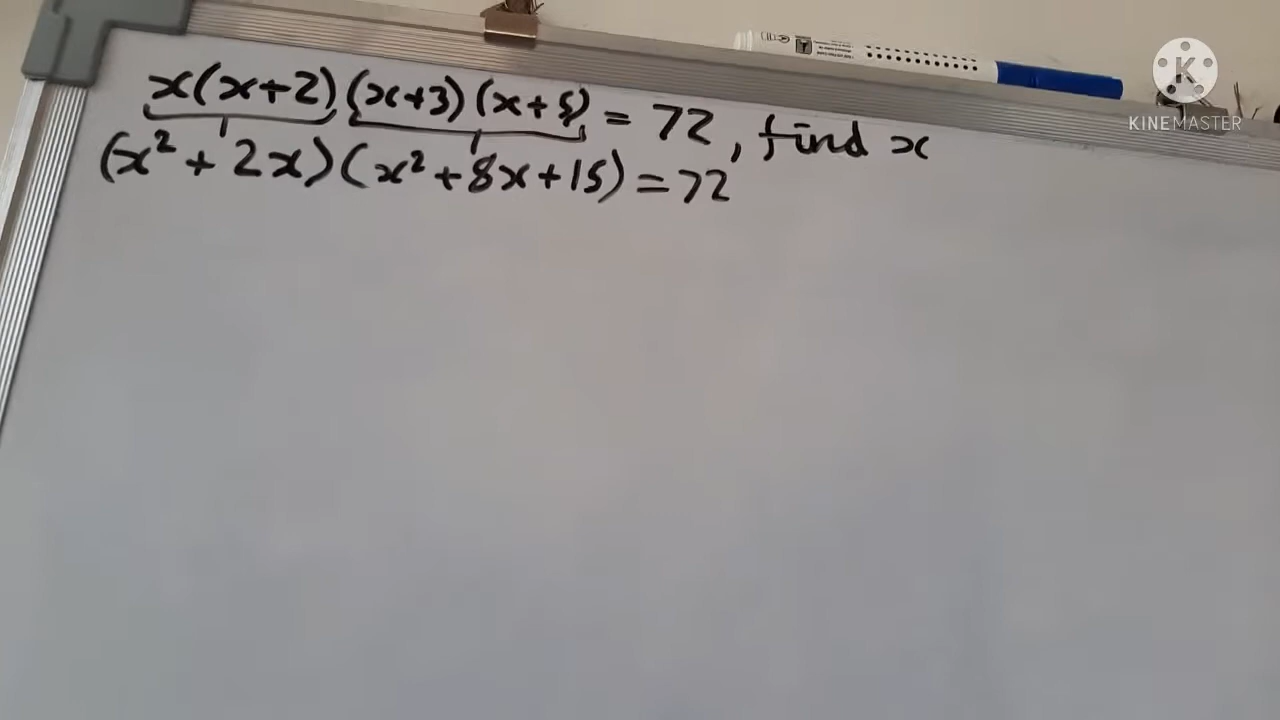 x(x+2)(x+3)(x+5) = 72, find x
(x² + 2x)(x² + 8x + 15) = 72
K
KINEMASTER